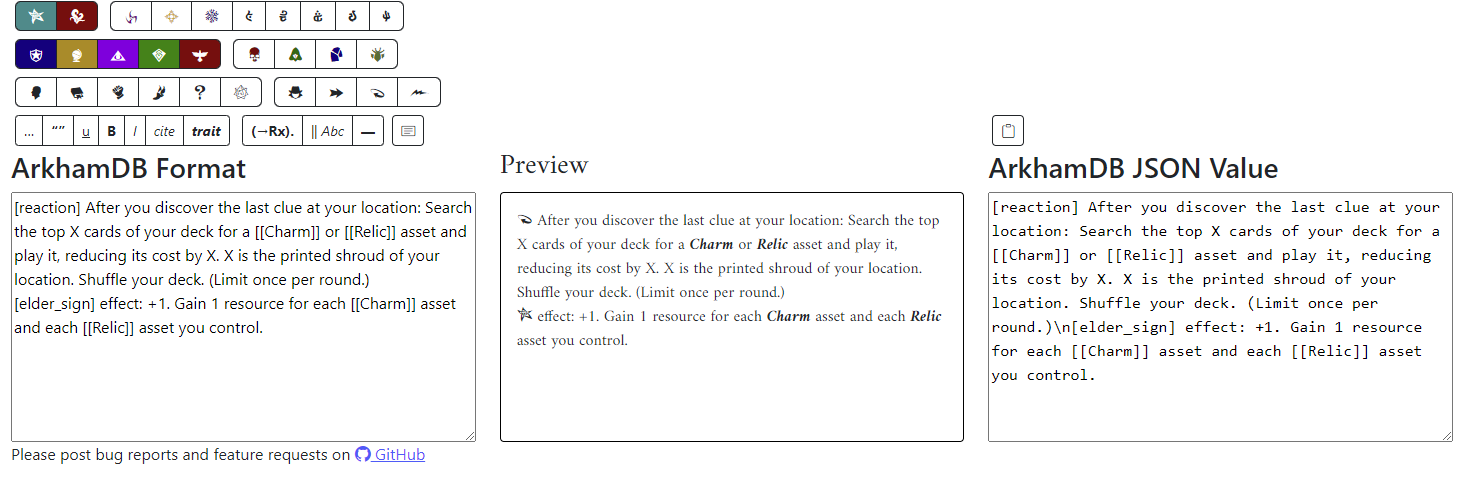 ... “” u B I cite trait (→Rx). || Abc —
ArkhamDB Format
[reaction] After you discover the last clue at your location: Search
the top X cards of your deck for a [[Charm]] or [[Relic]] asset and
play it, reducing its cost by X. X is the printed shroud of your
location. Shuffle your deck. (Limit once per round.)
[elder_sign] effect: +1. Gain 1 resource for each [[Charm]] asset
and each [[Relic]] asset you control.
Please post bug reports and feature requests on GitHub
Preview
After you discover the last clue at your location: Search the top
X cards of your deck for a Charm or Relic asset and play it,
reducing its cost by X. X is the printed shroud of your location.
Shuffle your deck. (Limit once per round.)
effect: +1. Gain 1 resource for each Charm asset and each Relic
asset you control.
ArkhamDB JSON Value
[reaction] After you discover the last clue at your
location: Search the top X cards of your deck for a
[[Charm]] or [[Relic]] asset and play it, reducing
its cost by X. X is the printed shroud of your
location. Shuffle your deck. (Limit once per
round.)\n[elder_sign] effect: +1. Gain 1 resource
for each [[Charm]] asset and each [[Relic]] asset
you control.